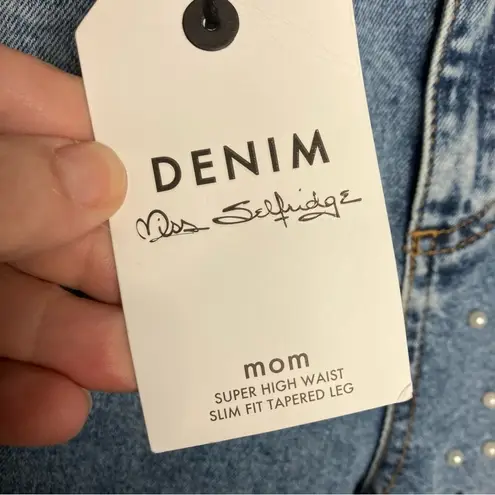 DENIM
Miss Selfridge
mom
SUPER HIGH WAIST
SLIM FIT TAPERED LEG